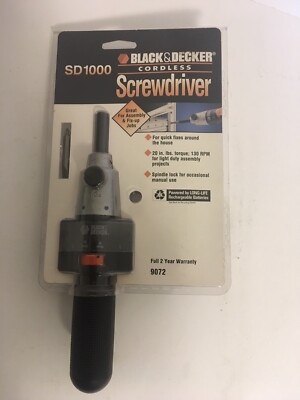 BLACK&DECKER
SD1000 CORDLESS
Screwdriver
Great
For Assembly
& Fix-up
Jobs
• For quick fixes around
the house
• 20 in. lbs. torque; 130 RPM
for light duty assembly
projects
• Spindle lock for occasional
manual use
Powered by LONG-LIFE
Rechargeable Batteries
Full 2 Year Warranty
9072